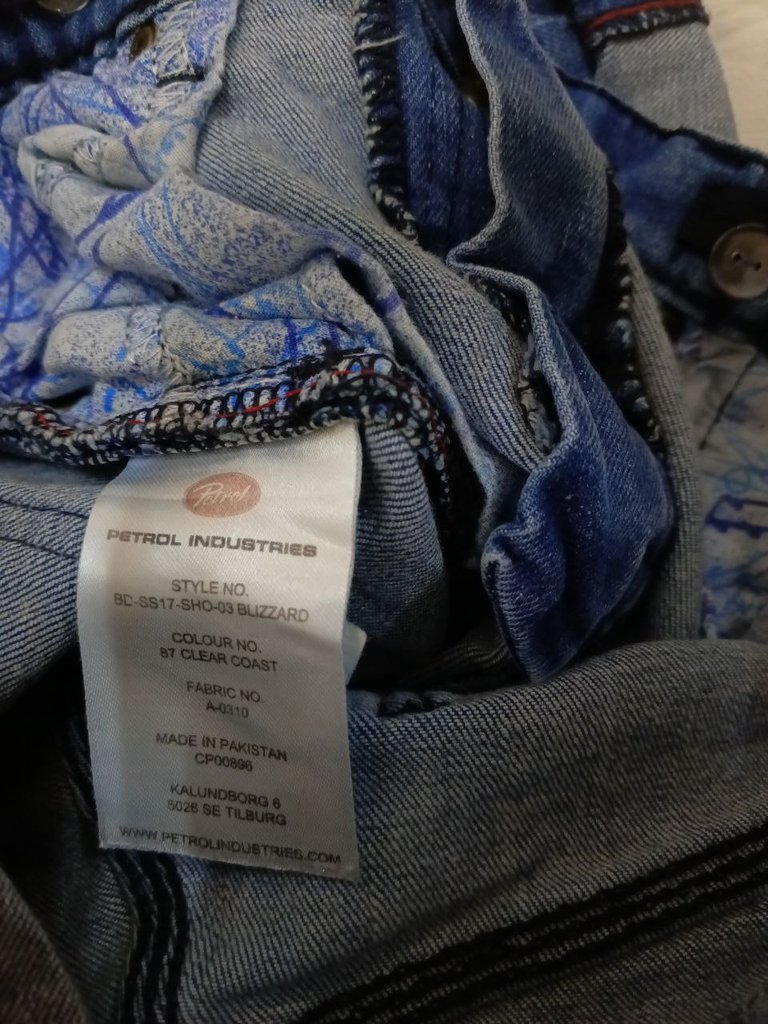 Petrol
PETROL INDUSTRIES
STYLE NO.
BD-SS17-SHO-03 BLIZZARD
COLOUR NO.
87 CLEAR COAST
FABRIC NO.
A-0310
MADE IN PAKISTAN
CP00896
KALUNDBORG 6
5026 SE TILBURG
WWW.PETROLINDUSTRIES.COM